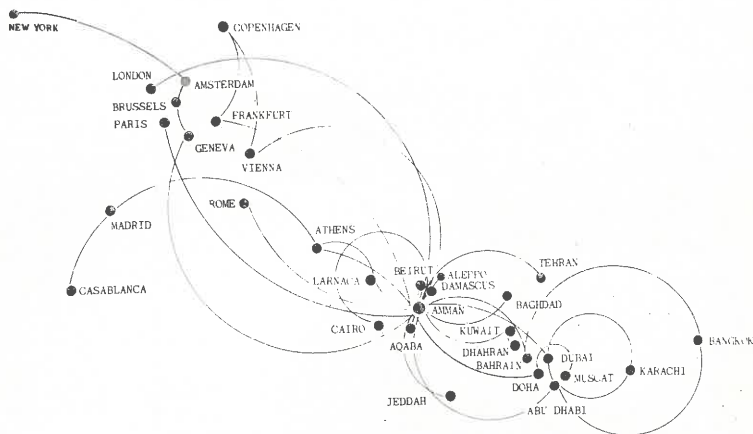 NEW YORK
COPENHAGEN
LONDON
AMSTERDAM
BRUSSELS
PARIS
FRANKFURT
GENEVA
VIENNA
MADRID
ROME
ATHENS
CASABLANCA
LARNACA
BEIRUT
ALEPPO
DAMASCUS
TEHRAN
AMMAN
BAGHDAD
CAIRO
AQABA
KUWAIT
DHAHRAN
BAHRAIN
BANGKOK
DUBAI
DOHA
MUSCAT
KARACHI
ABU DHABI
JEDDAH